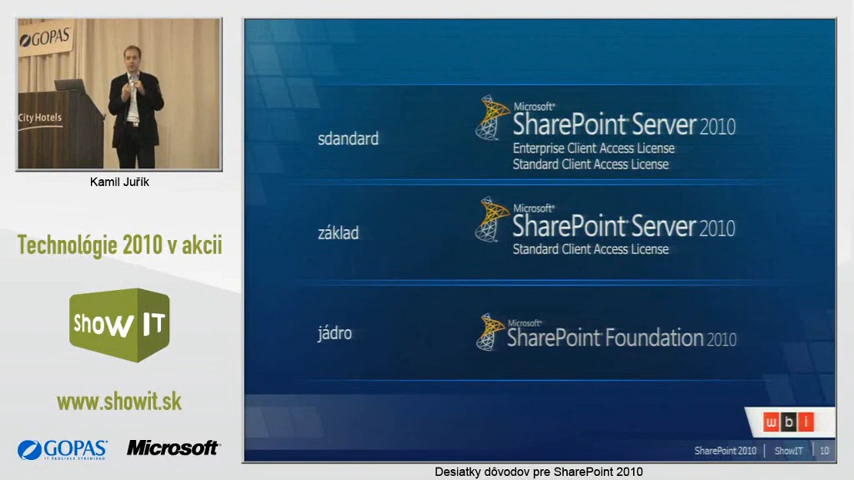 GOPAS
City Hotels
Kamil Juřík
Technológie 2010 v akcii
ShowIT
www.showit.sk
GOPAS
Microsoft
sdandard
Microsoft
SharePoint Server 2010
Enterprise Client Access License
Standard Client Access License
základ
Microsoft
SharePoint Server 2010
Standard Client Access License
jádro
Microsoft
SharePoint Foundation 2010
wbi
SharePoint 2010 | ShowIT | 10
Desiatky dôvodov pre SharePoint 2010